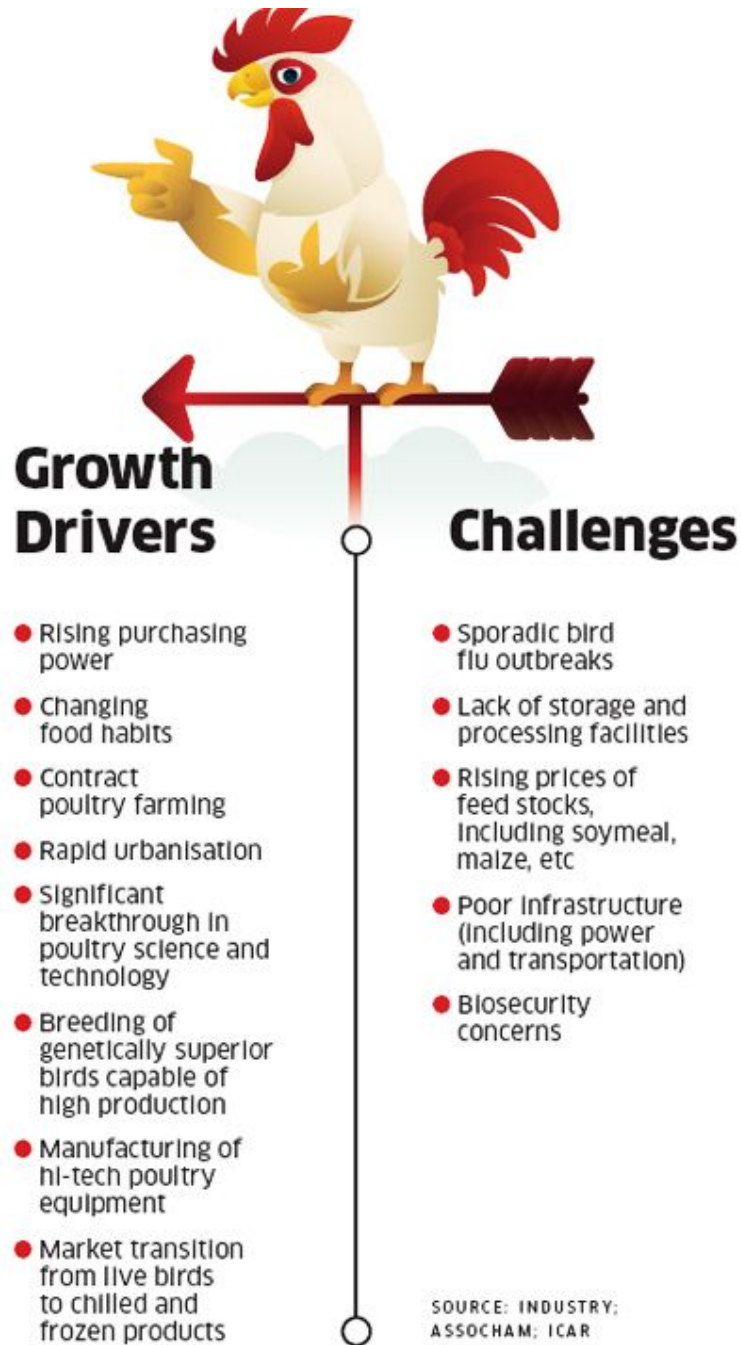 Growth
Drivers
Rising purchasing
power
Changing
food habits
Contract
poultry farming
Rapid urbanisation
Significant
breakthrough in
poultry science and
technology
Breeding of
genetically superior
birds capable of
high production
Manufacturing of
hi-tech poultry
equipment
Market transition
from live birds
to chilled and
frozen products
Challenges
Sporadic bird
flu outbreaks
Lack of storage and
processing facilities
Rising prices of
feed stocks,
including soymeal,
maize, etc
Poor infrastructure
(including power
and transportation)
Biosecurity
concerns
SOURCE: INDUSTRY;
ASSOCHAM; ICAR